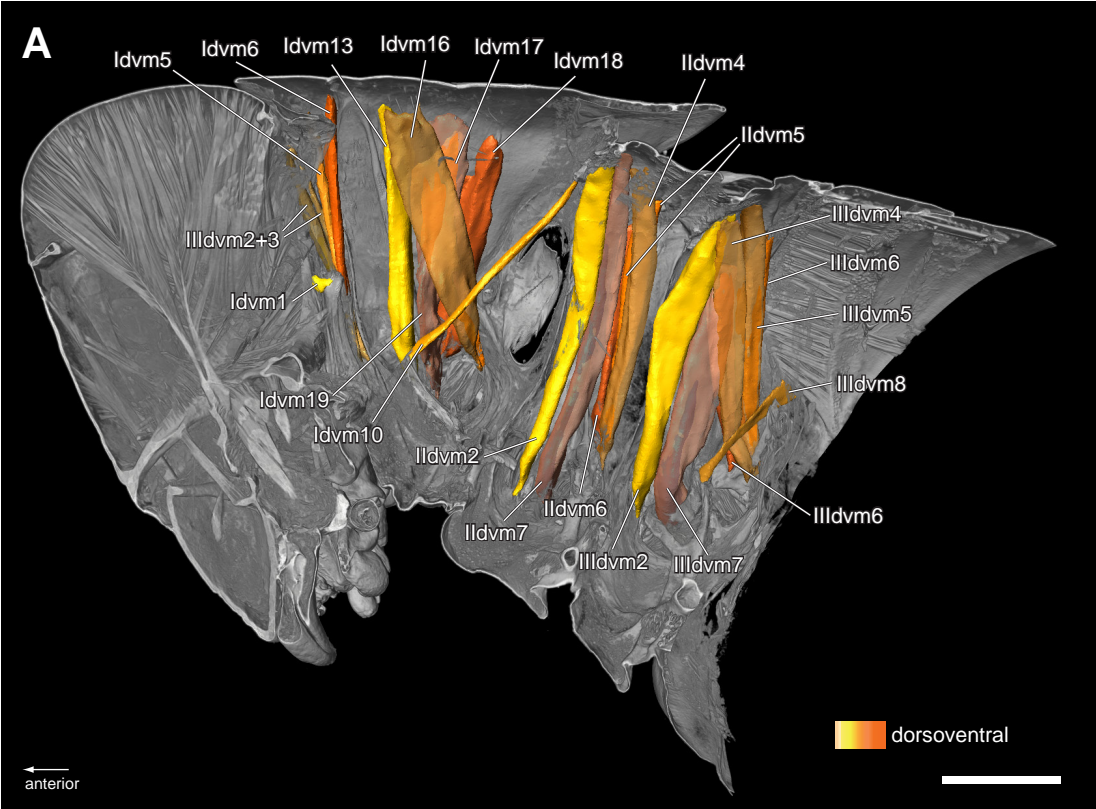 A
Idvm5
Idvm6
Idvm13
Idvm16
Idvm17
Idvm18
IIdvm4
IIdvm5
IIIdvm4
IIIdvm6
IIIdvm5
IIIdvm8
IIIdvm2+3
Idvm1
Idvm19
Idvm10
IIdvm2
IIdvm7
IIdvm6
IIIdvm2
IIIdvm7
IIIdvm6
dorsoventral
anterior